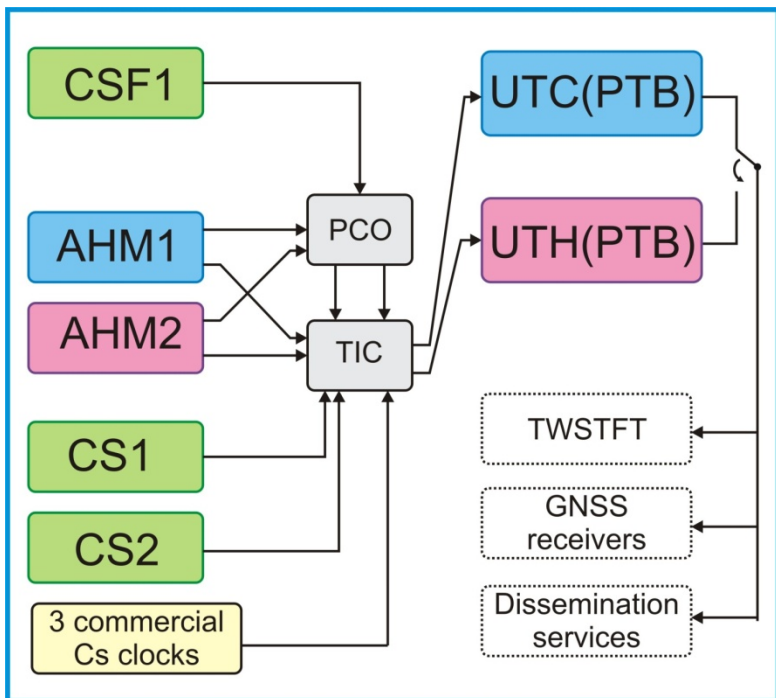 CSF1
AHM1
AHM2
CS1
CS2
3 commercial
Cs clocks
PCO
TIC
UTC(PTB)
UTH(PTB)
TWSTFT
GNSS
receivers
Dissemination
services